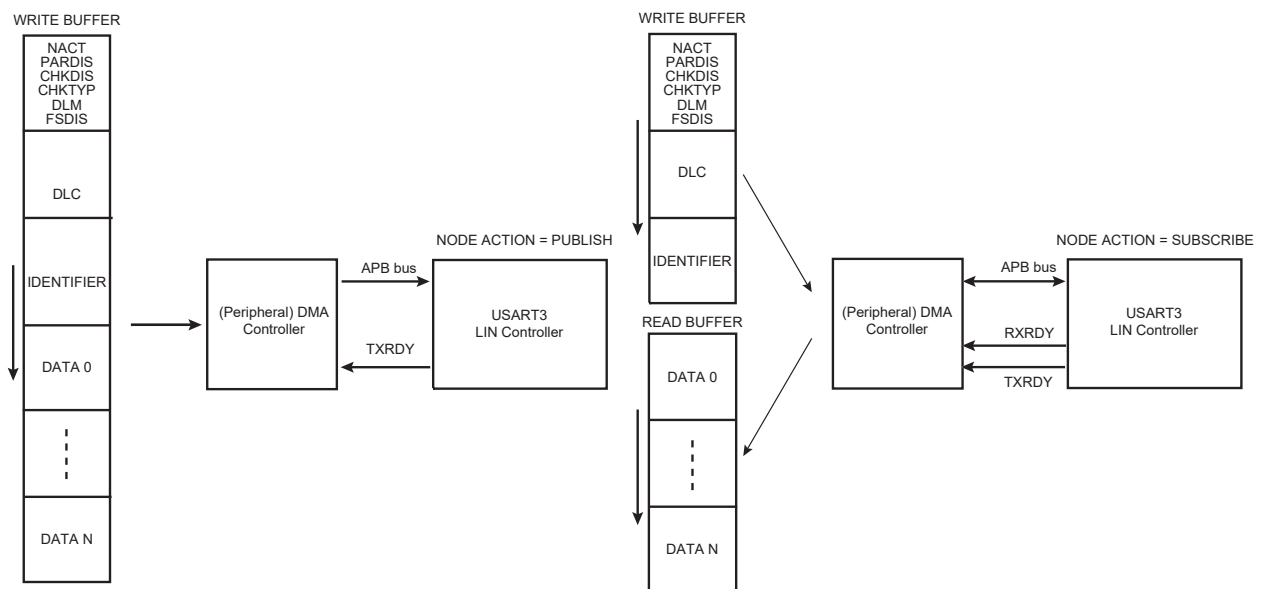 WRITE BUFFER
NACT
PARDIS
CHKDIS
CHKTYP
DLM
FSDIS
DLC
IDENTIFIER
DATA 0
DATA N
(Peripheral) DMA
Controller
APB bus
TXRDY
NODE ACTION = PUBLISH
USART3
LIN Controller
WRITE BUFFER
NACT
PARDIS
CHKDIS
CHKTYP
DLM
FSDIS
DLC
IDENTIFIER
READ BUFFER
DATA 0
DATA N
(Peripheral) DMA
Controller
APB bus
RXRDY
TXRDY
NODE ACTION = SUBSCRIBE
USART3
LIN Controller